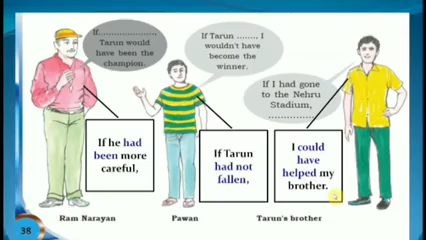 If...................,
Tarun would
have been the
champion.
If Tarun ........, I
wouldn't have
become the
winner.
If I had gone
to the Nehru
Stadium,
..................
If he had
been more
careful,
If Tarun
had not
fallen,
I could
have
helped my
brother.
Ram Narayan
Pawan
Tarun's brother
38